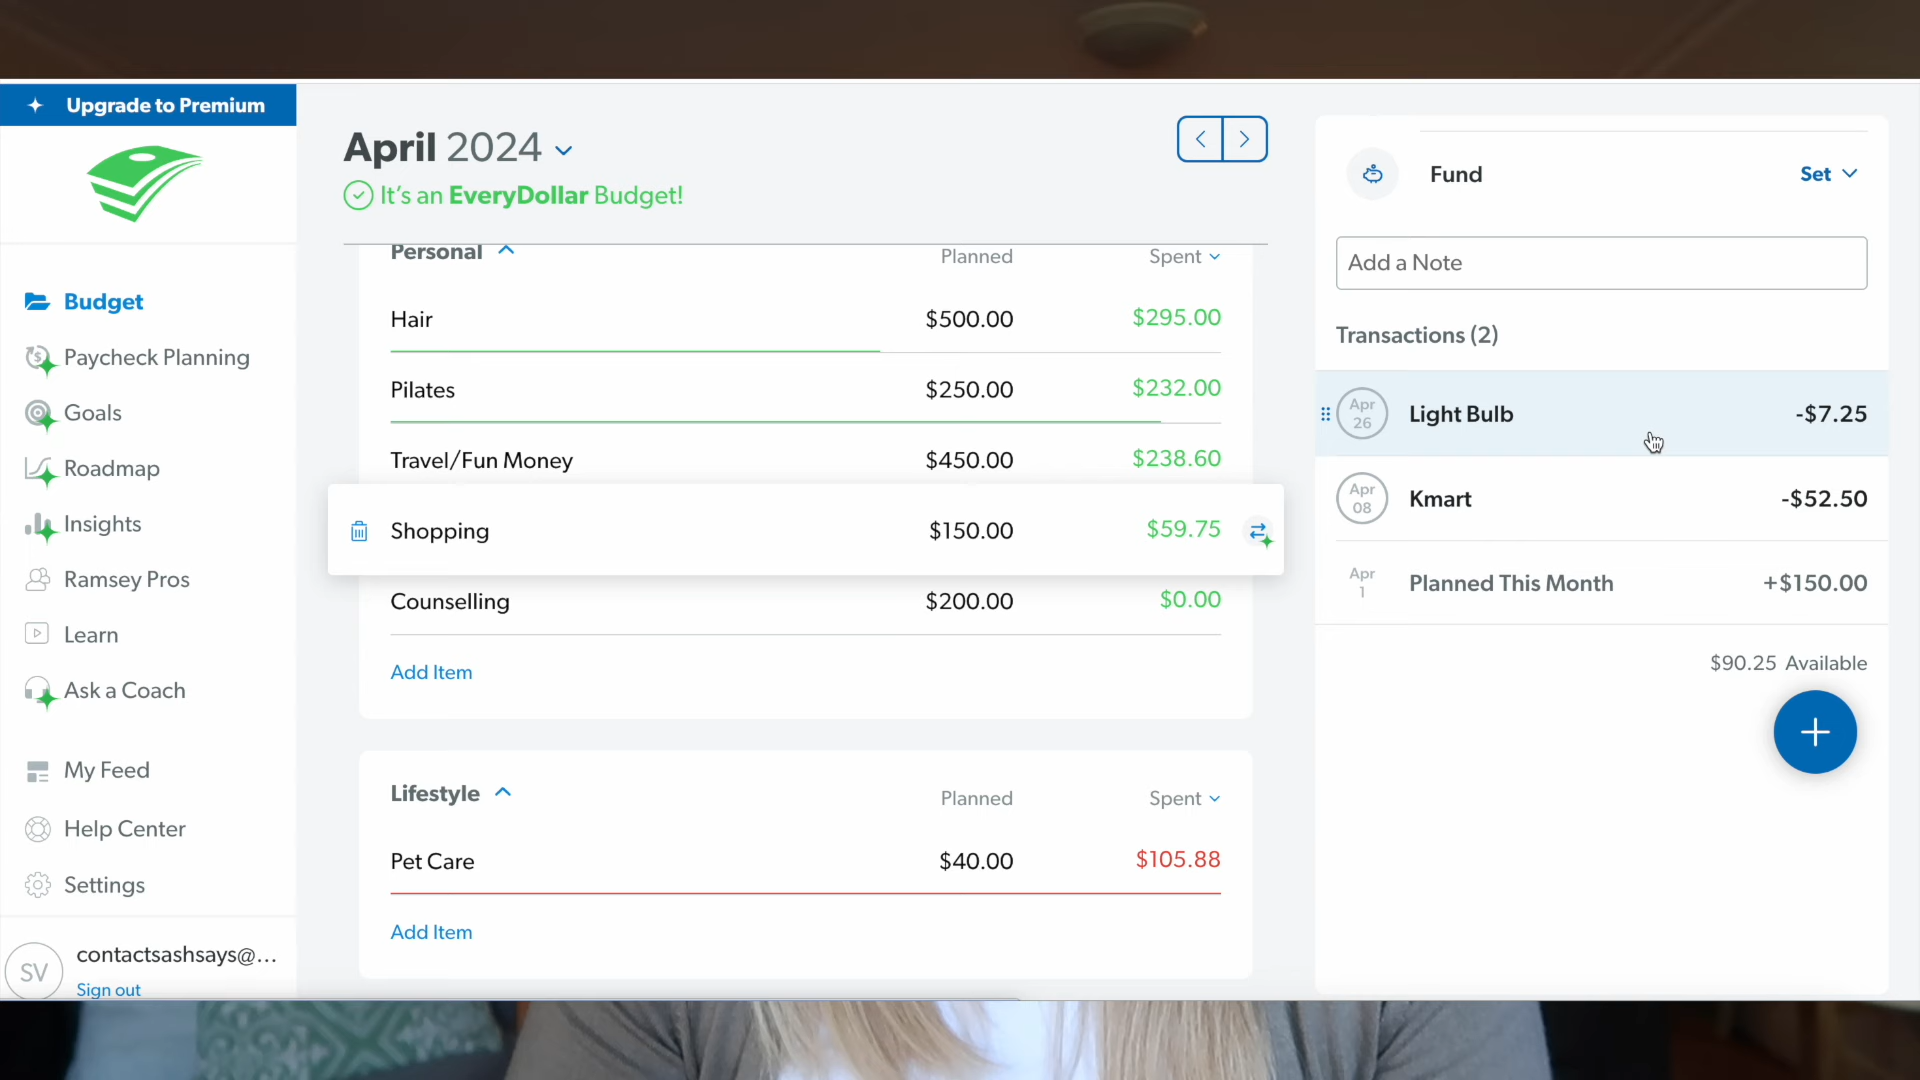 Upgrade to Premium
Budget
Paycheck Planning
Goals
Roadmap
Insights
Ramsey Pros
Learn
Ask a Coach
My Feed
Help Center
Settings
SV
contactsashsays@...
Sign out
April 2024
It's an EveryDollar Budget!
Personal Planned Spent
Hair $500.00 $295.00
Pilates $250.00 $232.00
Travel/Fun Money $450.00 $238.60
Shopping $150.00 $59.75
Counselling $200.00 $0.00
Add Item
Lifestyle Planned Spent
Pet Care $40.00 $105.88
Add Item
Fund Set
Add a Note
Transactions (2)
Apr 26 Light Bulb -$7.25
Apr 08 Kmart -$52.50
Apr 1 Planned This Month +$150.00
$90.25 Available